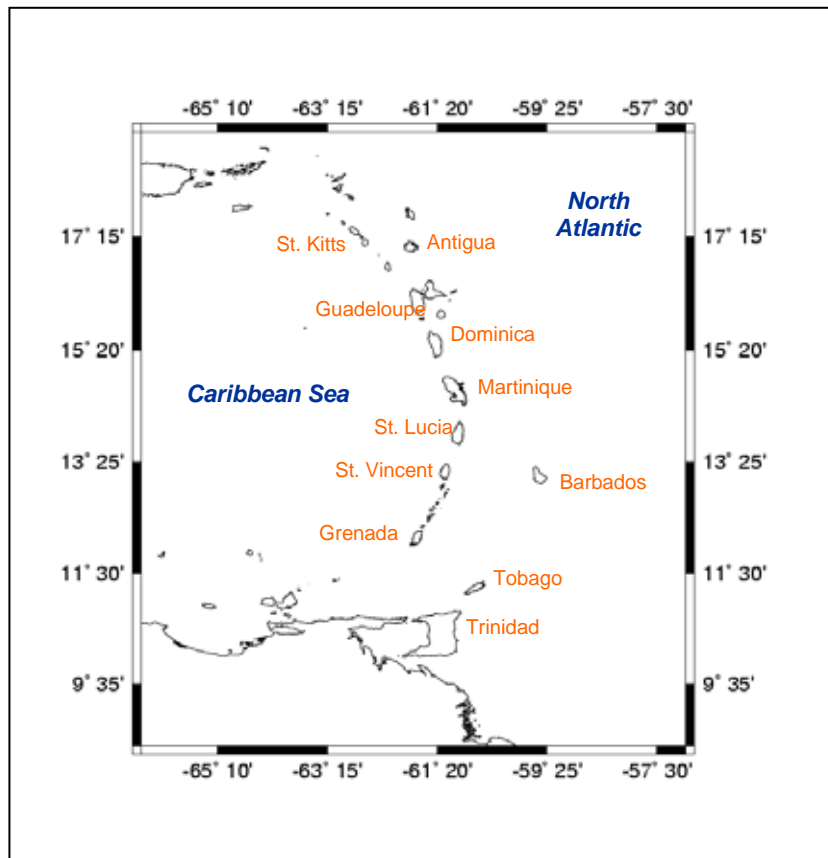 -65° 10' -63° 15' -61° 20' -59° 25' -57° 30'
North
Atlantic
17° 15' 17° 15'
St. Kitts
Antigua
Guadeloupe
Dominica
15° 20' 15° 20'
Caribbean Sea
Martinique
St. Lucia
13° 25' 13° 25'
St. Vincent
Barbados
Grenada
11° 30' 11° 30'
Tobago
Trinidad
9° 35' 9° 35'
-65° 10' -63° 15' -61° 20' -59° 25' -57° 30'